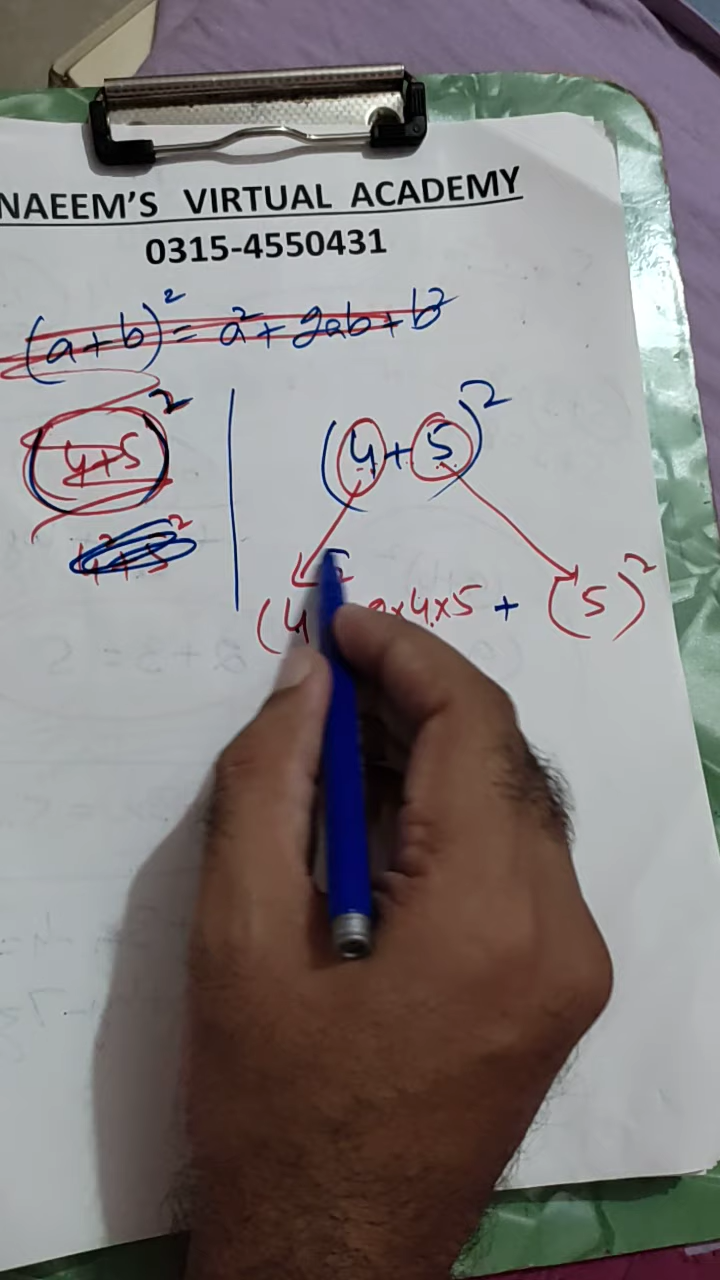 NAEEM'S VIRTUAL ACADEMY
0315-4550431
(a+b)² = a² + 2ab + b²
(4+5)²
(4+5)²
(4 2×4×5 + (5)²